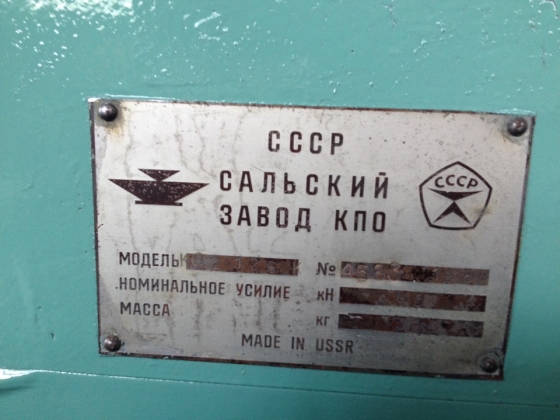 СССР
САЛЬСКИЙ
ЗАВОД КПО
СССР
МОДЕЛЬ №
НОМИНАЛЬНОЕ УСИЛИЕ кН
МАССА кг
MADE IN USSR